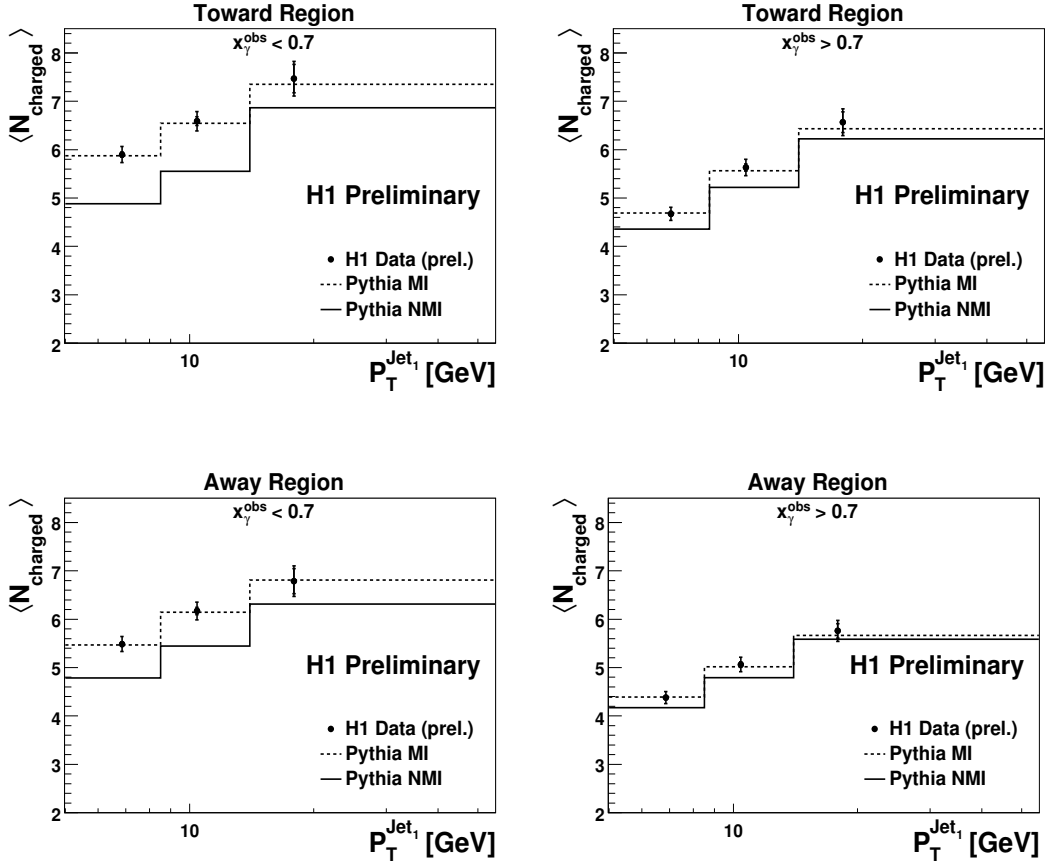 Toward Region
x_γ^obs < 0.7
⟨N_charged⟩
8
7
6
5
4
3
2
H1 Preliminary
H1 Data (prel.)
Pythia MI
Pythia NMI
5
10
P_T^Jet_1 [GeV]
Toward Region
x_γ^obs > 0.7
⟨N_charged⟩
8
7
6
5
4
3
2
H1 Preliminary
H1 Data (prel.)
Pythia MI
Pythia NMI
5
10
P_T^Jet_1 [GeV]
Away Region
x_γ^obs < 0.7
⟨N_charged⟩
8
7
6
5
4
3
2
H1 Preliminary
H1 Data (prel.)
Pythia MI
Pythia NMI
5
10
P_T^Jet_1 [GeV]
Away Region
x_γ^obs > 0.7
⟨N_charged⟩
8
7
6
5
4
3
2
H1 Preliminary
H1 Data (prel.)
Pythia MI
Pythia NMI
5
10
P_T^Jet_1 [GeV]